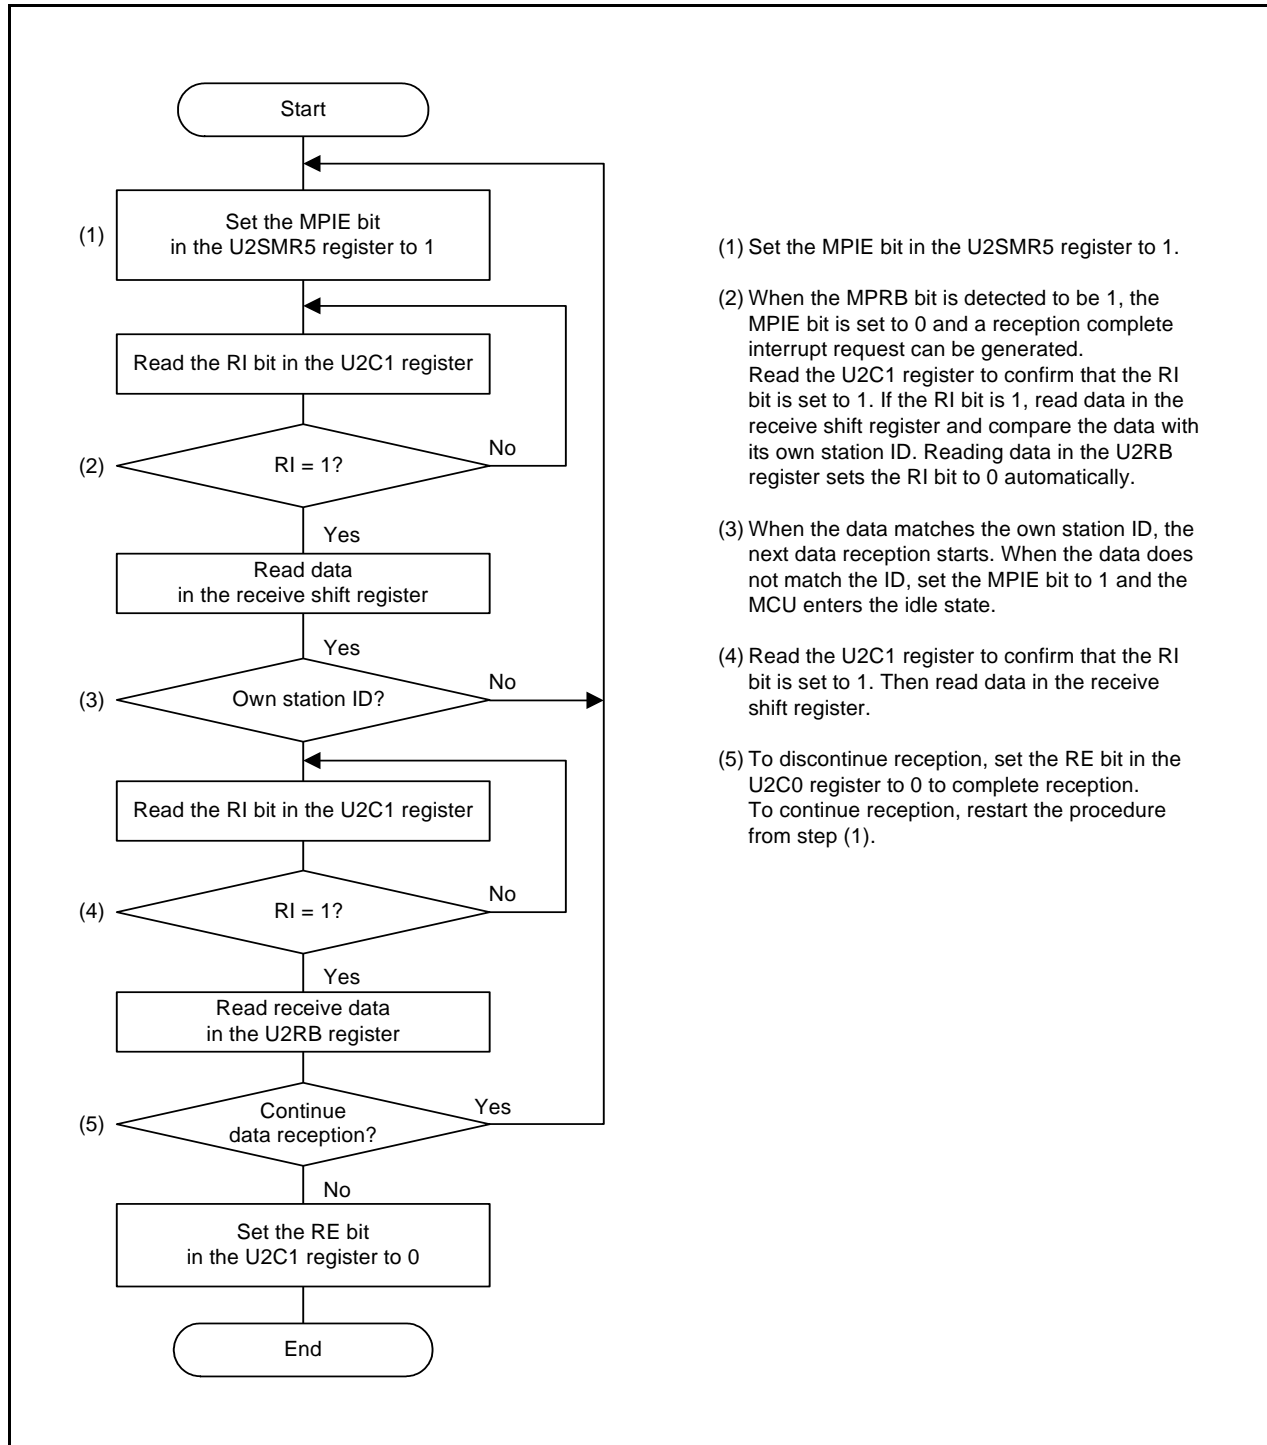 Start
(1)
Set the MPIE bit
in the U2SMR5 register to 1
Read the RI bit in the U2C1 register
(2)
RI = 1?
No
Yes
Read data
in the receive shift register
Yes
(3)
Own station ID?
No
Read the RI bit in the U2C1 register
(4)
RI = 1?
No
Yes
Read receive data
in the U2RB register
(5)
Continue
data reception?
Yes
No
Set the RE bit
in the U2C1 register to 0
End
(1) Set the MPIE bit in the U2SMR5 register to 1.
(2) When the MPRB bit is detected to be 1, the
MPIE bit is set to 0 and a reception complete
interrupt request can be generated.
Read the U2C1 register to confirm that the RI
bit is set to 1. If the RI bit is 1, read data in the
receive shift register and compare the data with
its own station ID. Reading data in the U2RB
register sets the RI bit to 0 automatically.
(3) When the data matches the own station ID, the
next data reception starts. When the data does
not match the ID, set the MPIE bit to 1 and the
MCU enters the idle state.
(4) Read the U2C1 register to confirm that the RI
bit is set to 1. Then read data in the receive
shift register.
(5) To discontinue reception, set the RE bit in the
U2C0 register to 0 to complete reception.
To continue reception, restart the procedure
from step (1).